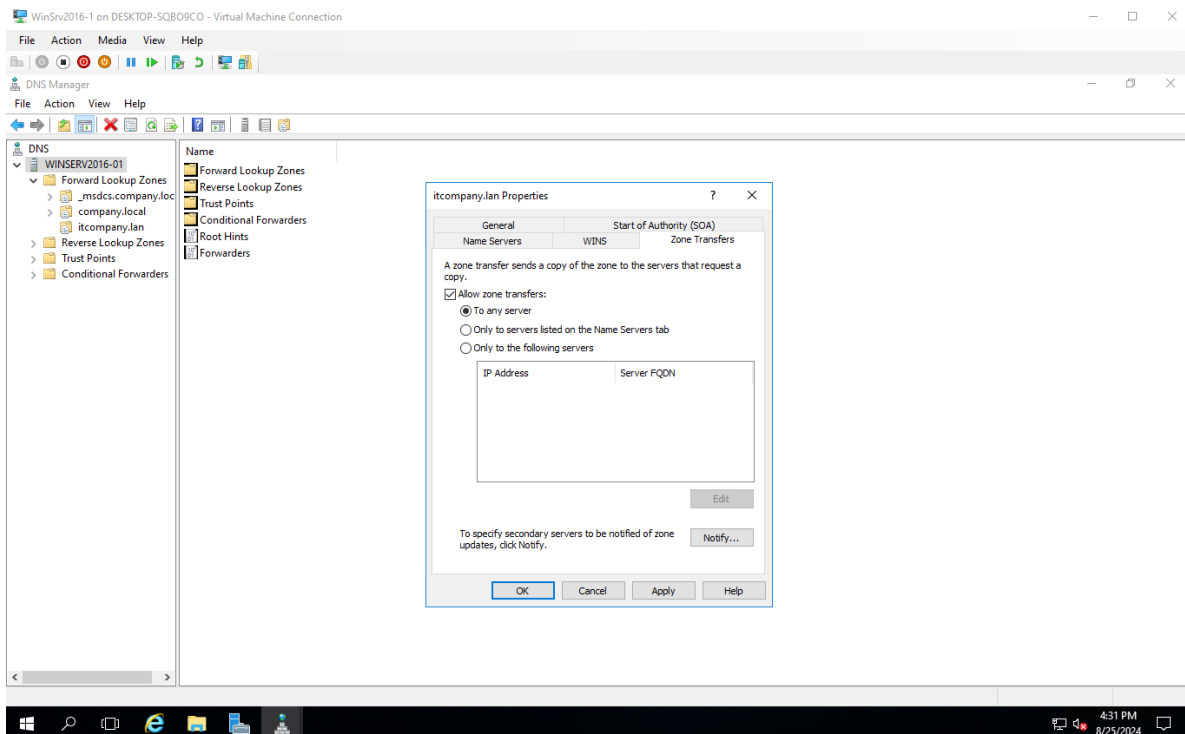 WinSrv2016-1 on DESKTOP-SQBO9CO - Virtual Machine Connection
File Action Media View Help
DNS Manager
File Action View Help
DNS
WINSERV2016-01
Forward Lookup Zones
_msdcs.company.loc
company.local
itcompany.lan
Reverse Lookup Zones
Trust Points
Conditional Forwarders
Name
Forward Lookup Zones
Reverse Lookup Zones
Trust Points
Conditional Forwarders
Root Hints
Forwarders
itcompany.lan Properties
General Start of Authority (SOA)
Name Servers WINS Zone Transfers
A zone transfer sends a copy of the zone to the servers that request a
copy.
Allow zone transfers:
To any server
Only to servers listed on the Name Servers tab
Only to the following servers
IP Address Server FQDN
Edit
To specify secondary servers to be notified of zone
updates, click Notify.
Notify...
OK Cancel Apply Help
4:31 PM
8/25/2024